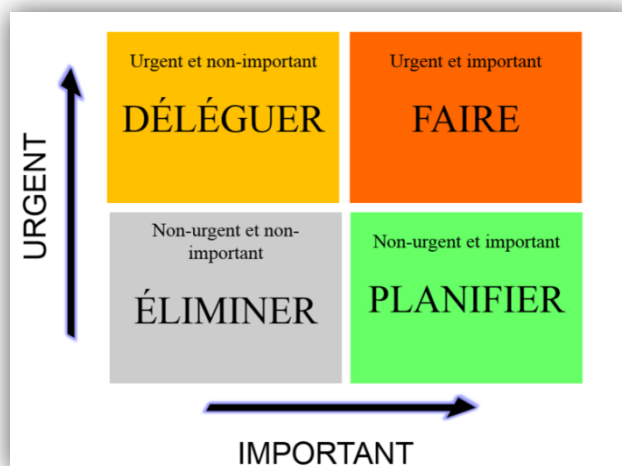 Urgent et non-important
DÉLÉGUER
Urgent et important
FAIRE
Non-urgent et non-
important
ÉLIMINER
Non-urgent et important
PLANIFIER
URGENT
IMPORTANT